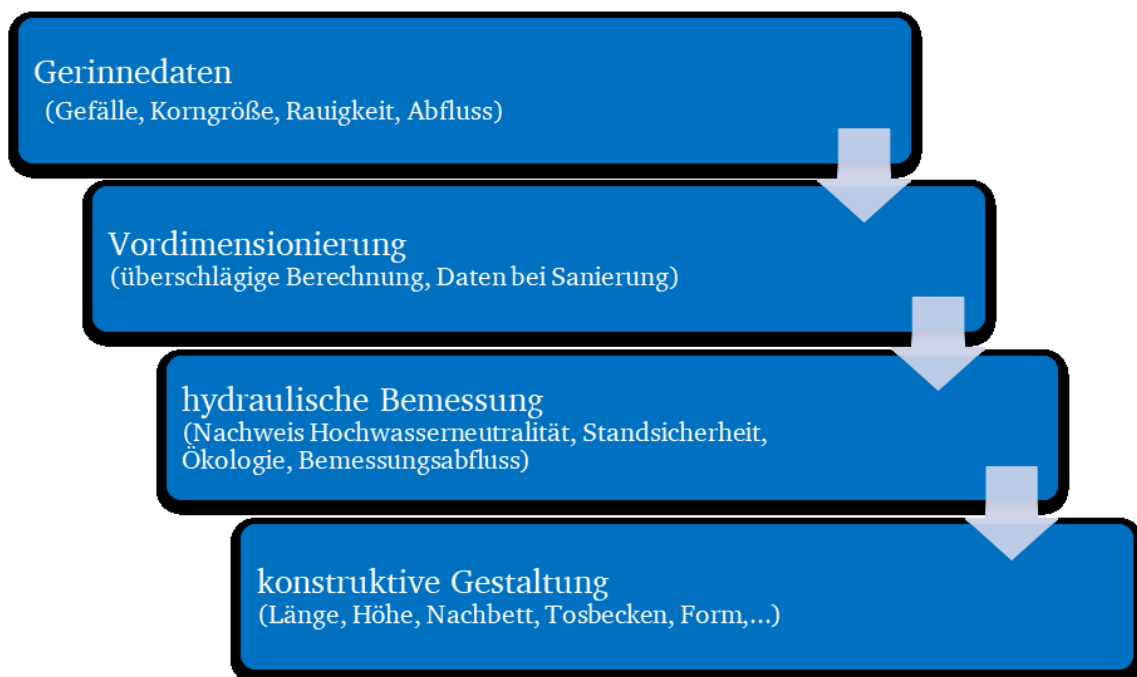 Gerinnedaten
(Gefälle, Korngröße, Rauigkeit, Abfluss)
Vordimensionierung
(überschlägige Berechnung, Daten bei Sanierung)
hydraulische Bemessung
(Nachweis Hochwasserneutralität, Standsicherheit,
Ökologie, Bemessungsabfluss)
konstruktive Gestaltung
(Länge, Höhe, Nachbett, Tosbecken, Form,...)